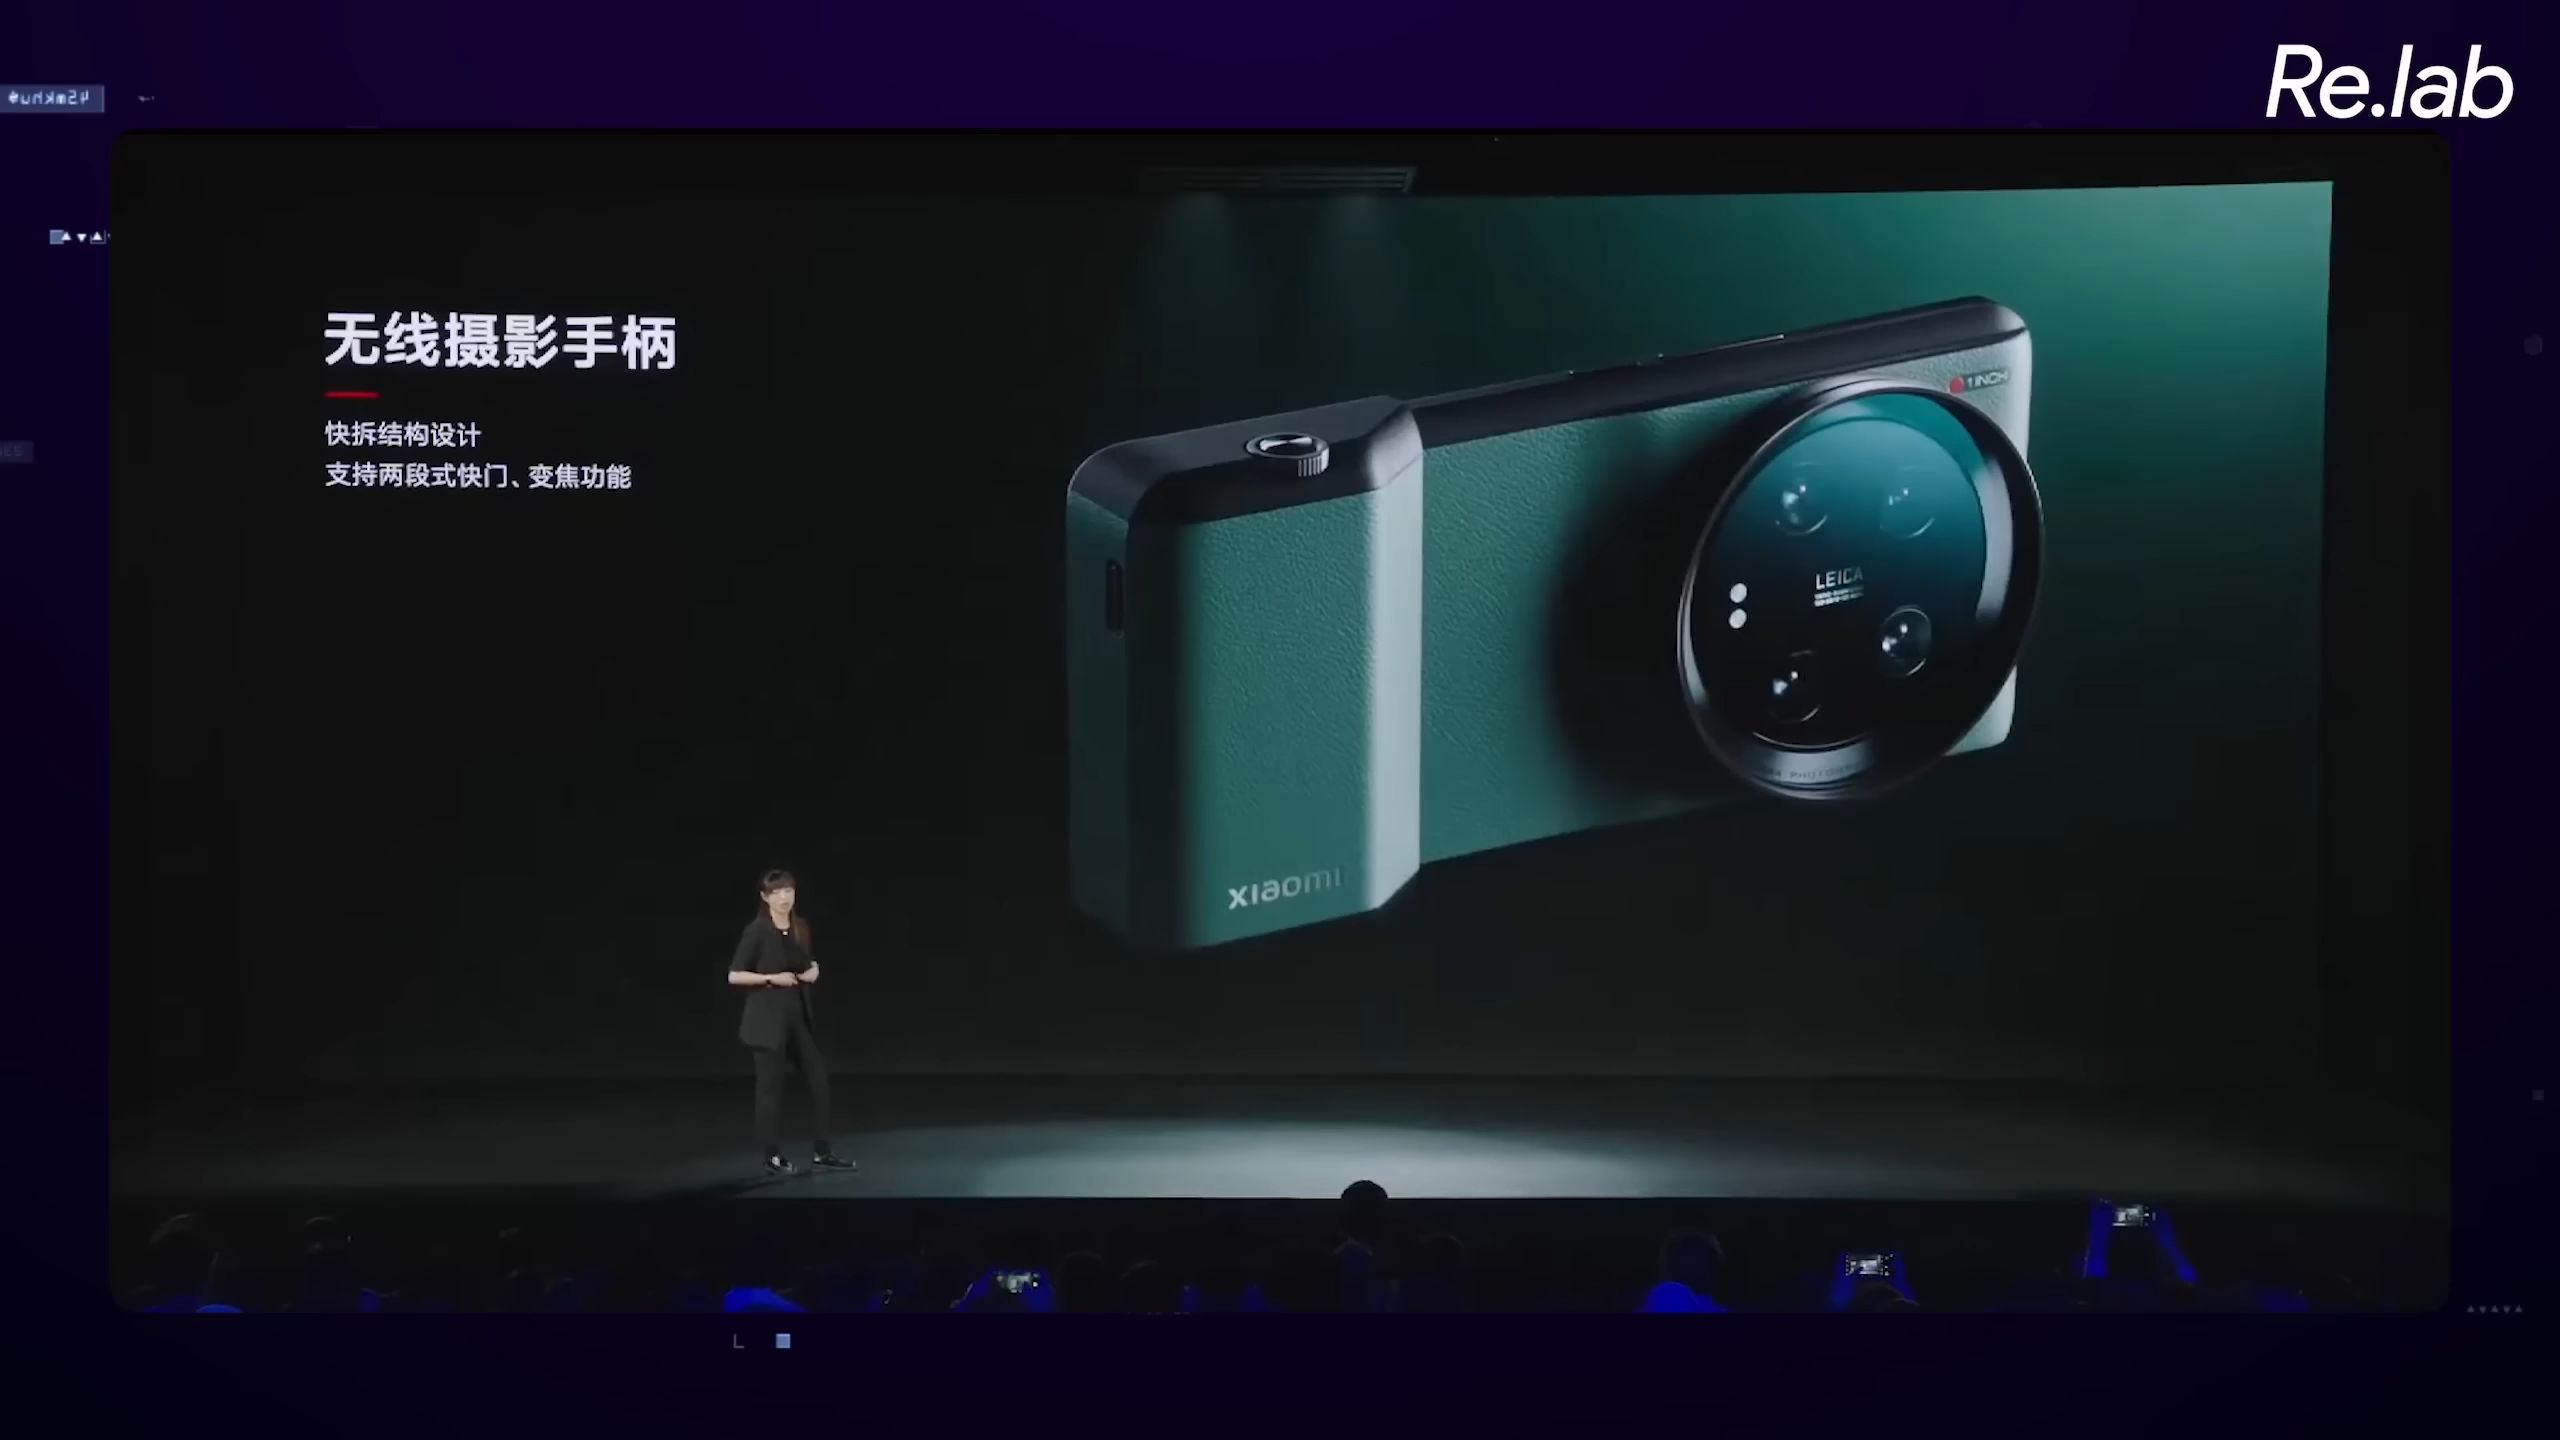 Re.lab
无线摄影手柄
快拆结构设计
支持两段式快门、变焦功能
1 INCH
LEICA
xiaomi
L